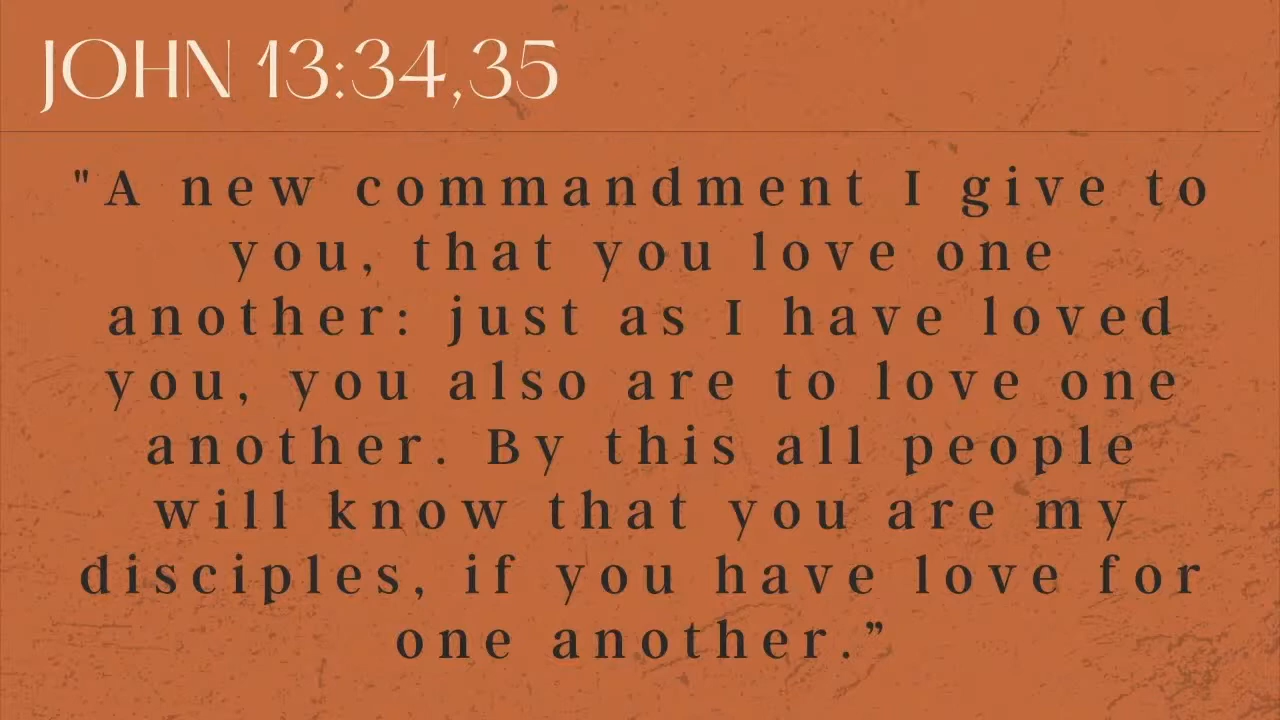 JOHN 13:34,35
"A new commandment I give to
you, that you love one
another: just as I have loved
you, you also are to love one
another. By this all people
will know that you are my
disciples, if you have love for
one another.”